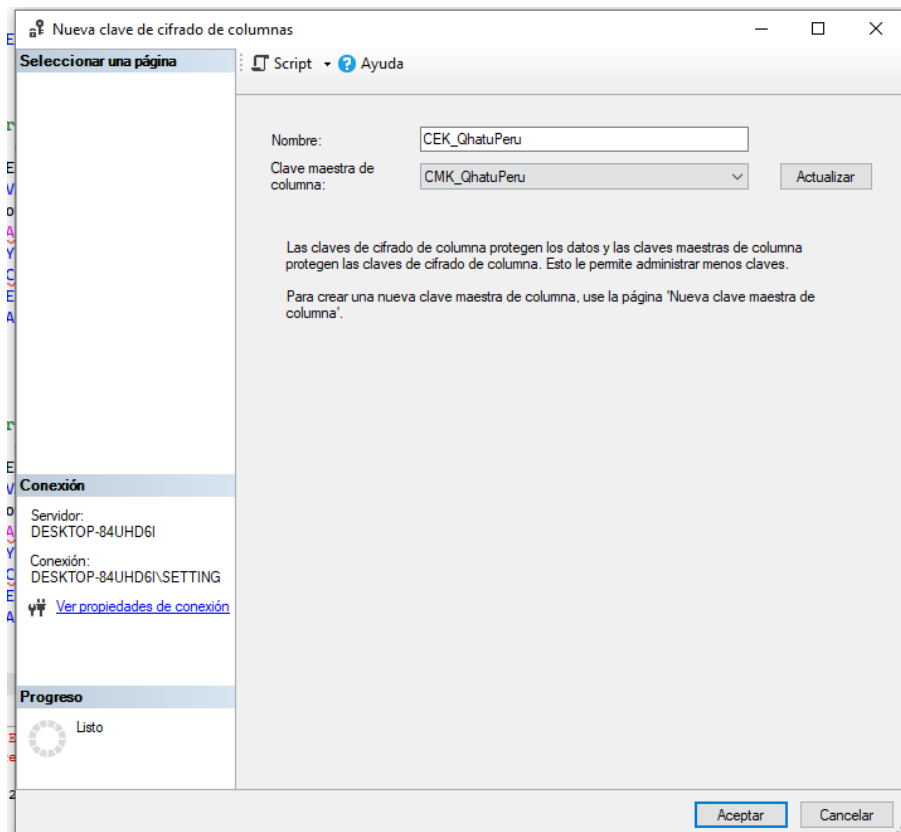 Nueva clave de cifrado de columnas
Seleccionar una página
Script
Ayuda
Nombre:
CEK_QhatuPeru
Clave maestra de
columna:
CMK_QhatuPeru
Actualizar
Las claves de cifrado de columna protegen los datos y las claves maestras de columna
protegen las claves de cifrado de columna. Esto le permite administrar menos claves.
Para crear una nueva clave maestra de columna, use la página 'Nueva clave maestra de
columna'.
Conexión
Servidor:
DESKTOP-84UHD6I
Conexión:
DESKTOP-84UHD6I\SETTING
Ver propiedades de conexión
Progreso
Listo
Aceptar
Cancelar